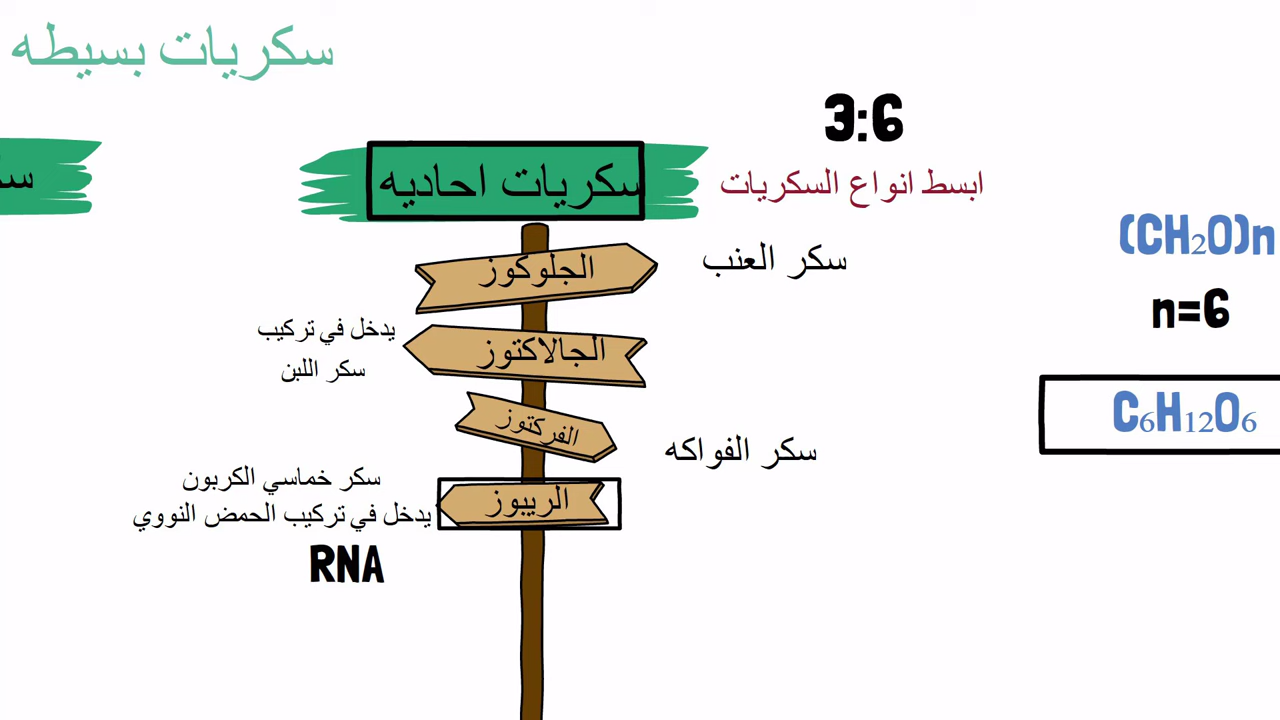 سكريات بسيطه
3:6
سكريات احاديه
ابسط انواع السكريات
(CH₂O)n
n=6
C₆H₁₂O₆
الجلوكوز
سكر العنب
الجالاكتوز
يدخل في تركيب
سكر اللبن
الفركتوز
سكر الفواكه
الريبوز
سكر خماسي الكربون
يدخل في تركيب الحمض النووي
RNA